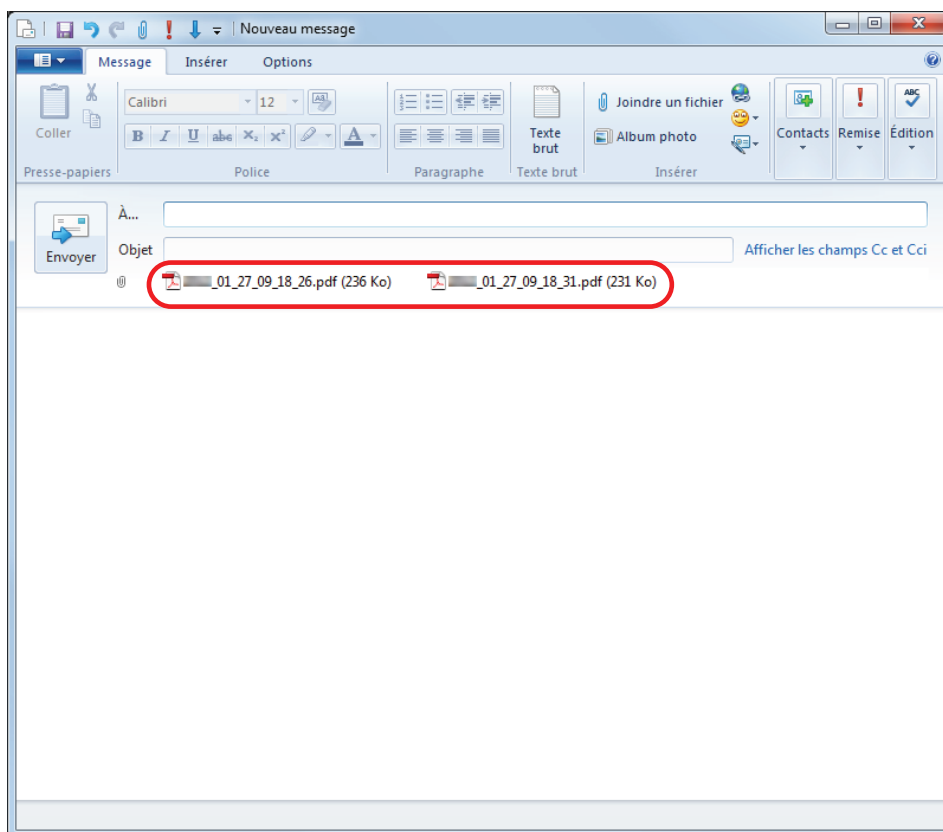 Nouveau message
Message Insérer Options
Calibri 12
Coller
Texte brut
Joindre un fichier
Album photo
Contacts Remise Édition
ABC
Presse-papiers Police Paragraphe Texte brut Insérer
À...
Envoyer
Objet
Afficher les champs Cc et Cci
_01_27_09_18_26.pdf (236 Ko) _01_27_09_18_31.pdf (231 Ko)